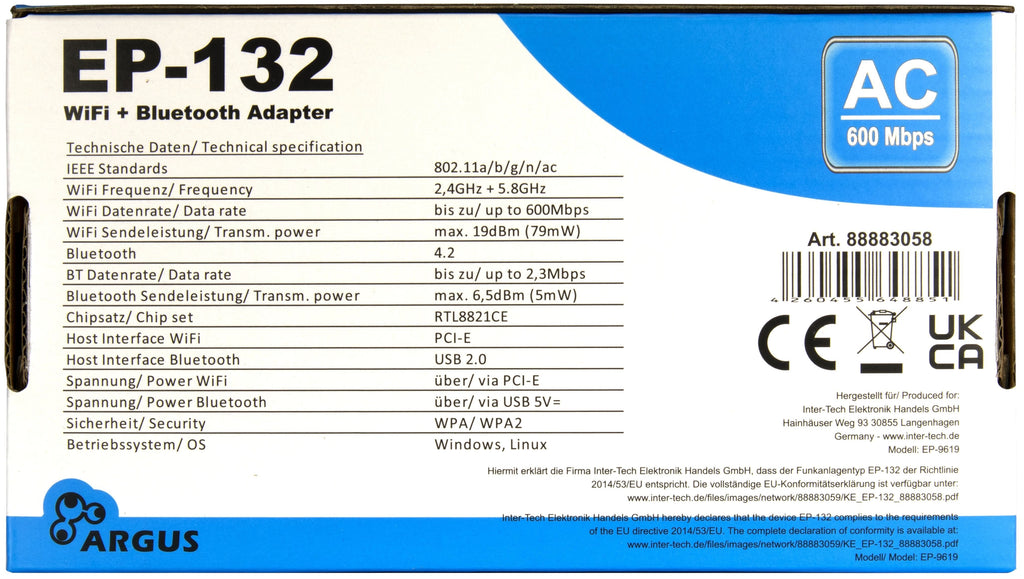 EP-132
WiFi + Bluetooth Adapter
AC
600 Mbps
Technische Daten/ Technical specification
IEEE Standards 802.11a/b/g/n/ac
WiFi Frequenz/ Frequency 2,4GHz + 5.8GHz
WiFi Datenrate/ Data rate bis zu/ up to 600Mbps
WiFi Sendeleistung/ Transm. power max. 19dBm (79mW)
Bluetooth 4.2
BT Datenrate/ Data rate bis zu/ up to 2,3Mbps
Bluetooth Sendeleistung/ Transm. power max. 6,5dBm (5mW)
Chipsatz/ Chip set RTL8821CE
Host Interface WiFi PCI-E
Host Interface Bluetooth USB 2.0
Spannung/ Power WiFi über/ via PCI-E
Spannung/ Power Bluetooth über/ via USB 5V=
Sicherheit/ Security WPA/ WPA2
Betriebssystem/ OS Windows, Linux
Art. 88883058
4 260455 648851
CE
UK
CA
Hergestellt für/ Produced for:
Inter-Tech Elektronik Handels GmbH
Hainhäuser Weg 93 30855 Langenhagen
Germany - www.inter-tech.de
Modell: EP-9619
Hiermit erklärt die Firma Inter-Tech Elektronik Handels GmbH, dass der Funkanlagentyp EP-132 der Richtlinie
2014/53/EU entspricht. Die vollständige EU-Konformitätserklärung ist verfügbar unter:
www.inter-tech.de/files/images/network/88883059/KE_EP-132_88883058.pdf
Inter-Tech Elektronik Handels GmbH hereby declares that the device EP-132 complies to the requirements
of the EU directive 2014/53/EU. The complete declaration of conformity is available at:
www.inter-tech.de/files/images/network/88883059/KE_EP-132_88883058.pdf
Modell/ Model: EP-9619
ARGUS